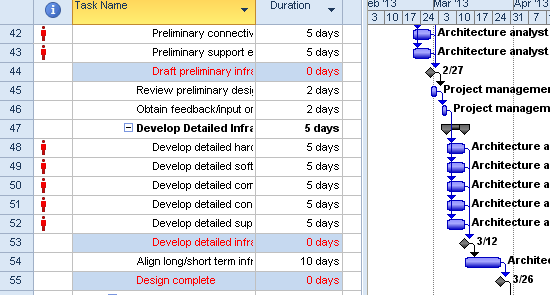 Task Name Duration eb '13 Mar '13 Apr '13
3 10 17 24 3 10 17 24 31 7
42 Preliminary connectiv 5 days Architecture analyst
43 Preliminary support e 5 days Architecture analyst
44 Draft preliminary infra 0 days 2/27
45 Review preliminary desi 2 days Project managemen
46 Obtain feedback/input on 2 days Project managem
47 Develop Detailed Infra 5 days
48 Develop detailed hard 5 days Architecture a
49 Develop detailed soft 5 days Architecture a
50 Develop detailed con 5 days Architecture a
51 Develop detailed con 5 days Architecture a
52 Develop detailed sup 5 days Architecture a
53 Develop detailed infra 0 days 3/12
54 Align long/short term infr 10 days Architec
55 Design complete 0 days 3/26